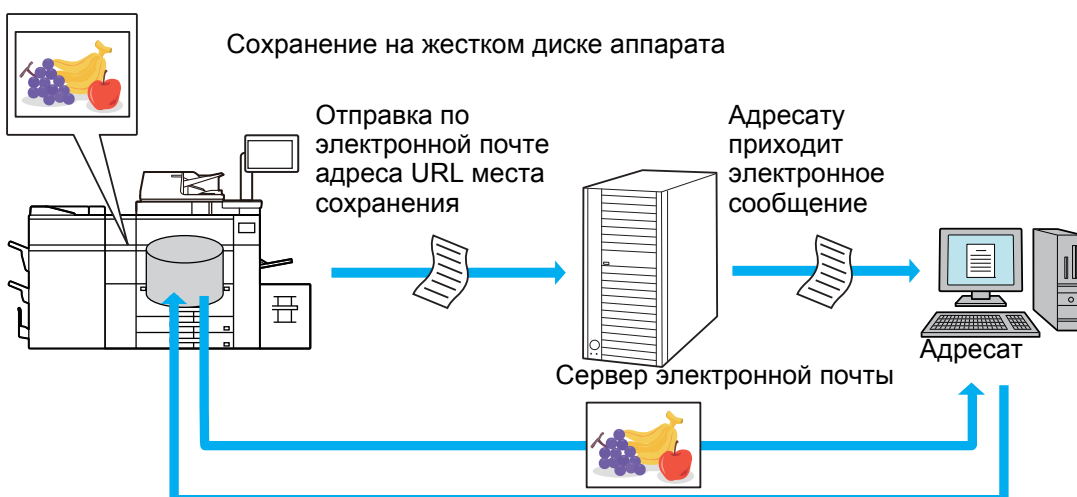 Сохранение на жестком диске аппарата
Отправка по
электронной почте
адреса URL места
сохранения
Адресату
приходит
электронное
сообщение
Адресат
Сервер электронной почты